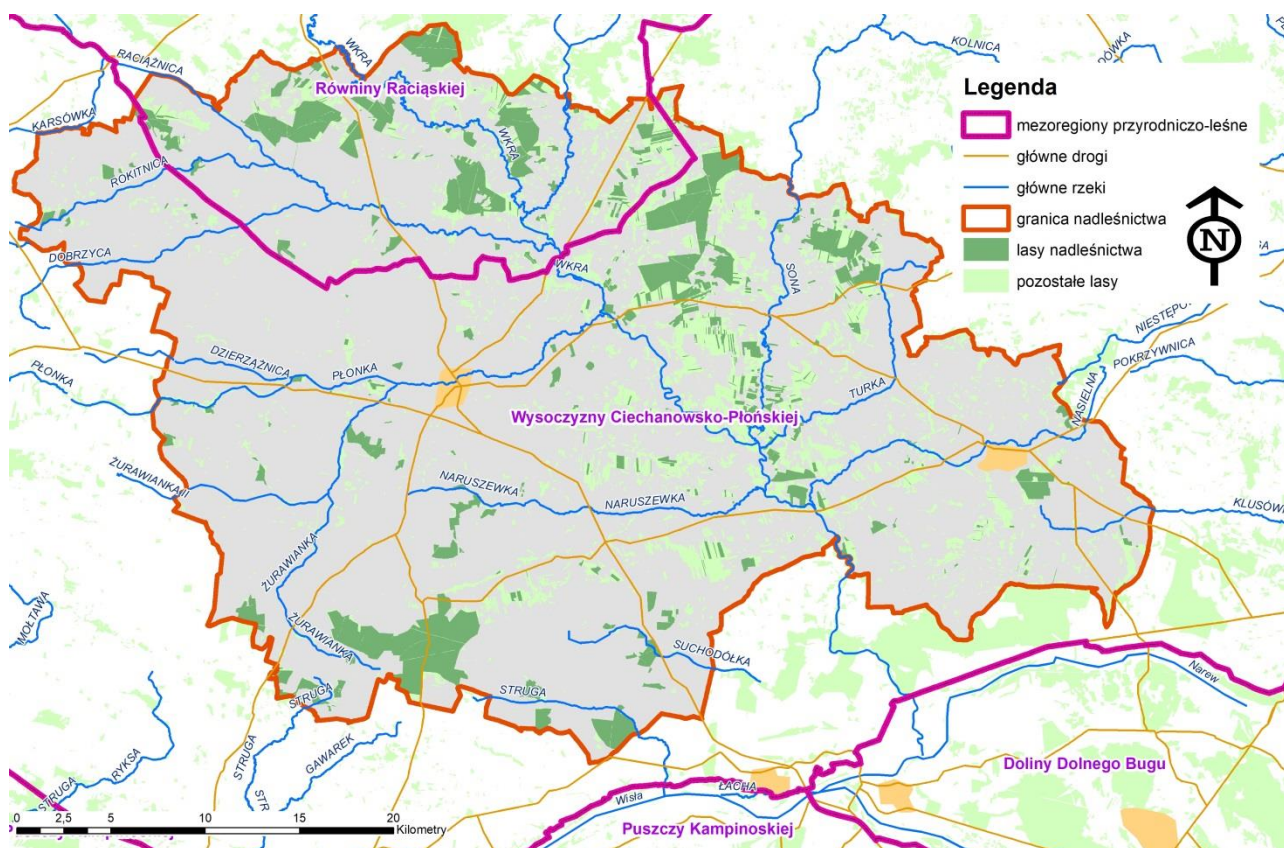 RACIĄŻNICA
WKRA
KOLNICA
Równiny Raciąskiej
KARSÓWKA
WKRA
ROKITNICA
DOBRZYCA
WKRA
SONA
Legenda
mezoregiony przyrodniczo-leśne
główne drogi
główne rzeki
granica nadleśnictwa
lasy nadleśnictwa
pozostałe lasy
N
DZIERZĄŻNICA
PŁONKA
PŁONKA
TURKA
POKRZYWNICA
NASIELNA
Wysoczyzny Ciechanowsko-Płońskiej
ŻURAWIANKA II
NARUSZEWKA
NARUSZEWKA
ŻURAWIANKA
ŻURAWIANKA
MOŁTAWA
SUCHODÓŁKA
STRUGA
STRUGA
STRUGA
GAWAREK
RYKSA
STRUGA
Narew
Doliny Dolnego Bugu
ŁACHA
Wisła
Puszczy Kampinoskiej
0 2,5 5 10 15 20
Kilometry